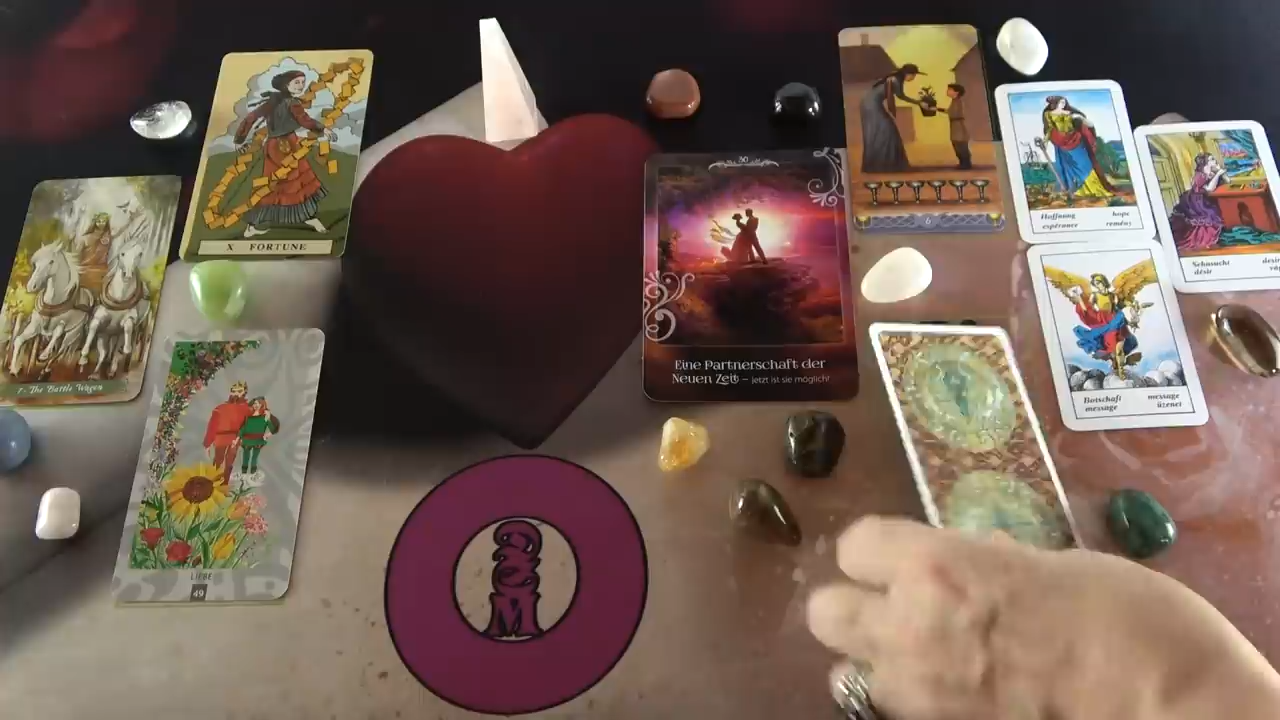 X FORTUNE
7 - The Battle Wagon
LIEBE
49
30
Eine Partnerschaft der
Neuen Zeit – jetzt ist sie möglich!
6
Hoffnung hope
espérance remény
Sehnsucht
désir
Botschaft message
message üzenet